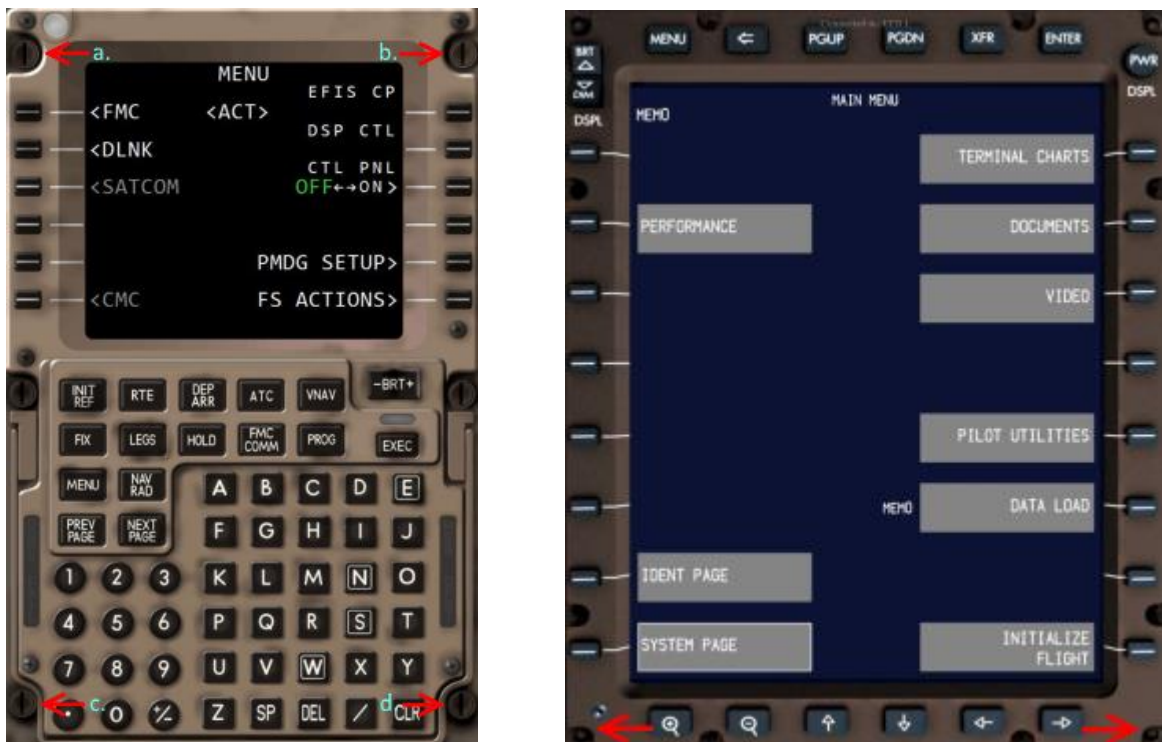 a.
b.
MENU
EFIS CP
<FMC <ACT>
DSP CTL
<DLNK
CTL PNL
<SATCOM OFF←→ON>
PMDG SETUP>
<CMC FS ACTIONS>
INIT REF RTE DEP ARR ATC VNAV -BRT+
FIX LEGS HOLD FMC COMM PROG EXEC
MENU NAV RAD A B C D E
PREV PAGE NEXT PAGE F G H I J
1 2 3 K L M N O
4 5 6 P Q R S T
7 8 9 U V W X Y
. 0 +/- Z SP DEL / CLR
c.
d.
MENU ⇐ PGUP PGDN XFR ENTER
BRT
DIM
DSPL
PWR
DSPL
MAIN MENU
MEMO
TERMINAL CHARTS
PERFORMANCE DOCUMENTS
VIDEO
PILOT UTILITIES
MEMO DATA LOAD
IDENT PAGE
SYSTEM PAGE INITIALIZE
FLIGHT